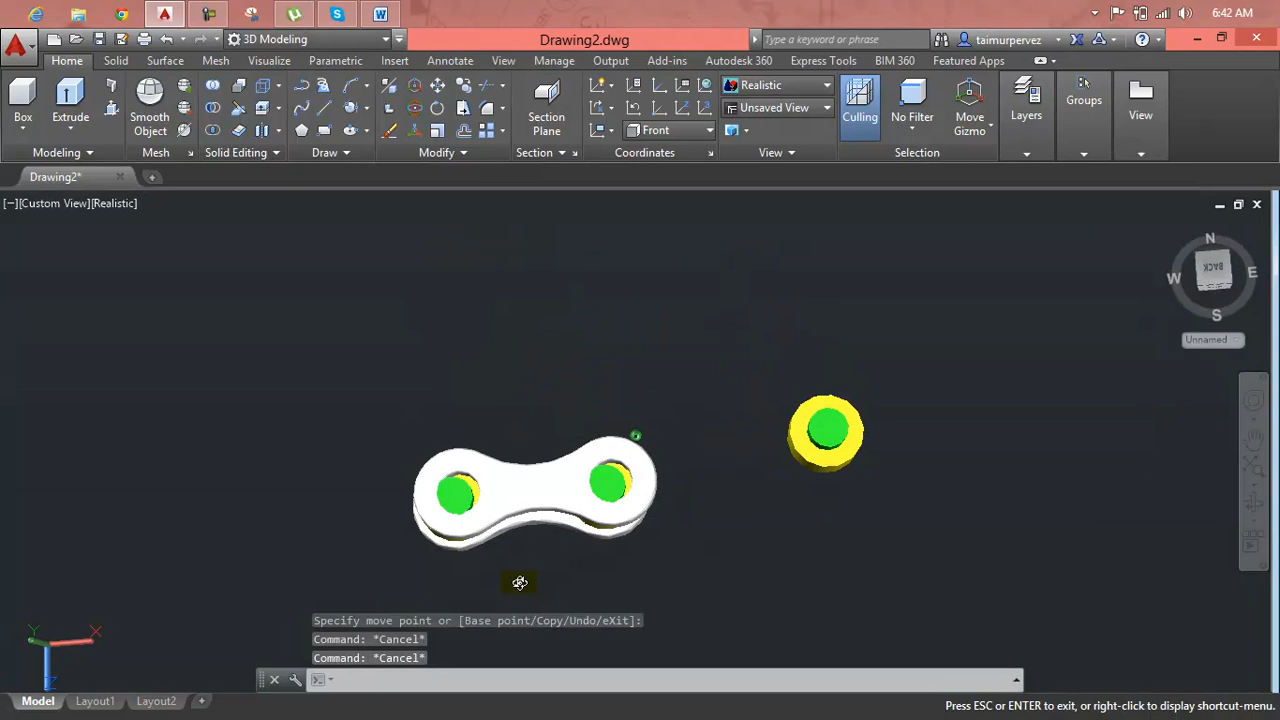 6:42 AM
3D Modeling
Drawing2.dwg
Type a keyword or phrase
taimurpervez
Home Solid Surface Mesh Visualize Parametric Insert Annotate View Manage Output Add-ins Autodesk 360 Express Tools BIM 360 Featured Apps
Box
Extrude
Smooth
Object
Section
Plane
Front
Realistic
Unsaved View
Culling
No Filter
Move
Gizmo
Layers
Groups
View
Modeling Mesh Solid Editing Draw Modify Section Coordinates View Selection
Drawing2*
[−][Custom View][Realistic]
N
W BACK E
S
Unnamed
Specify move point or [Base point/Copy/Undo/eXit]:
Command: *Cancel*
Command: *Cancel*
Y X
Z
Model Layout1 Layout2
Press ESC or ENTER to exit, or right-click to display shortcut-menu.